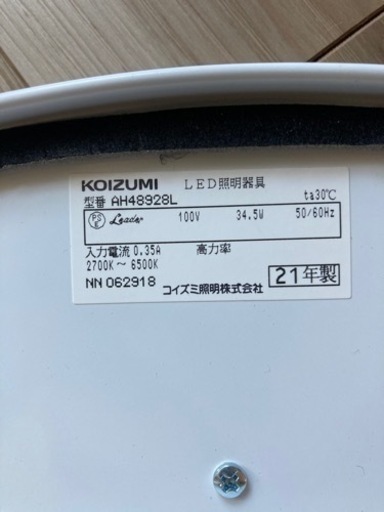 KOIZUMI LED照明器具
型番 AH48928L ta30℃
PS E Leader 100V 34.5W 50/60Hz
入力電流 0.35A 高力率
2700K～6500K
NN 062918 コイズミ照明株式会社 21年製